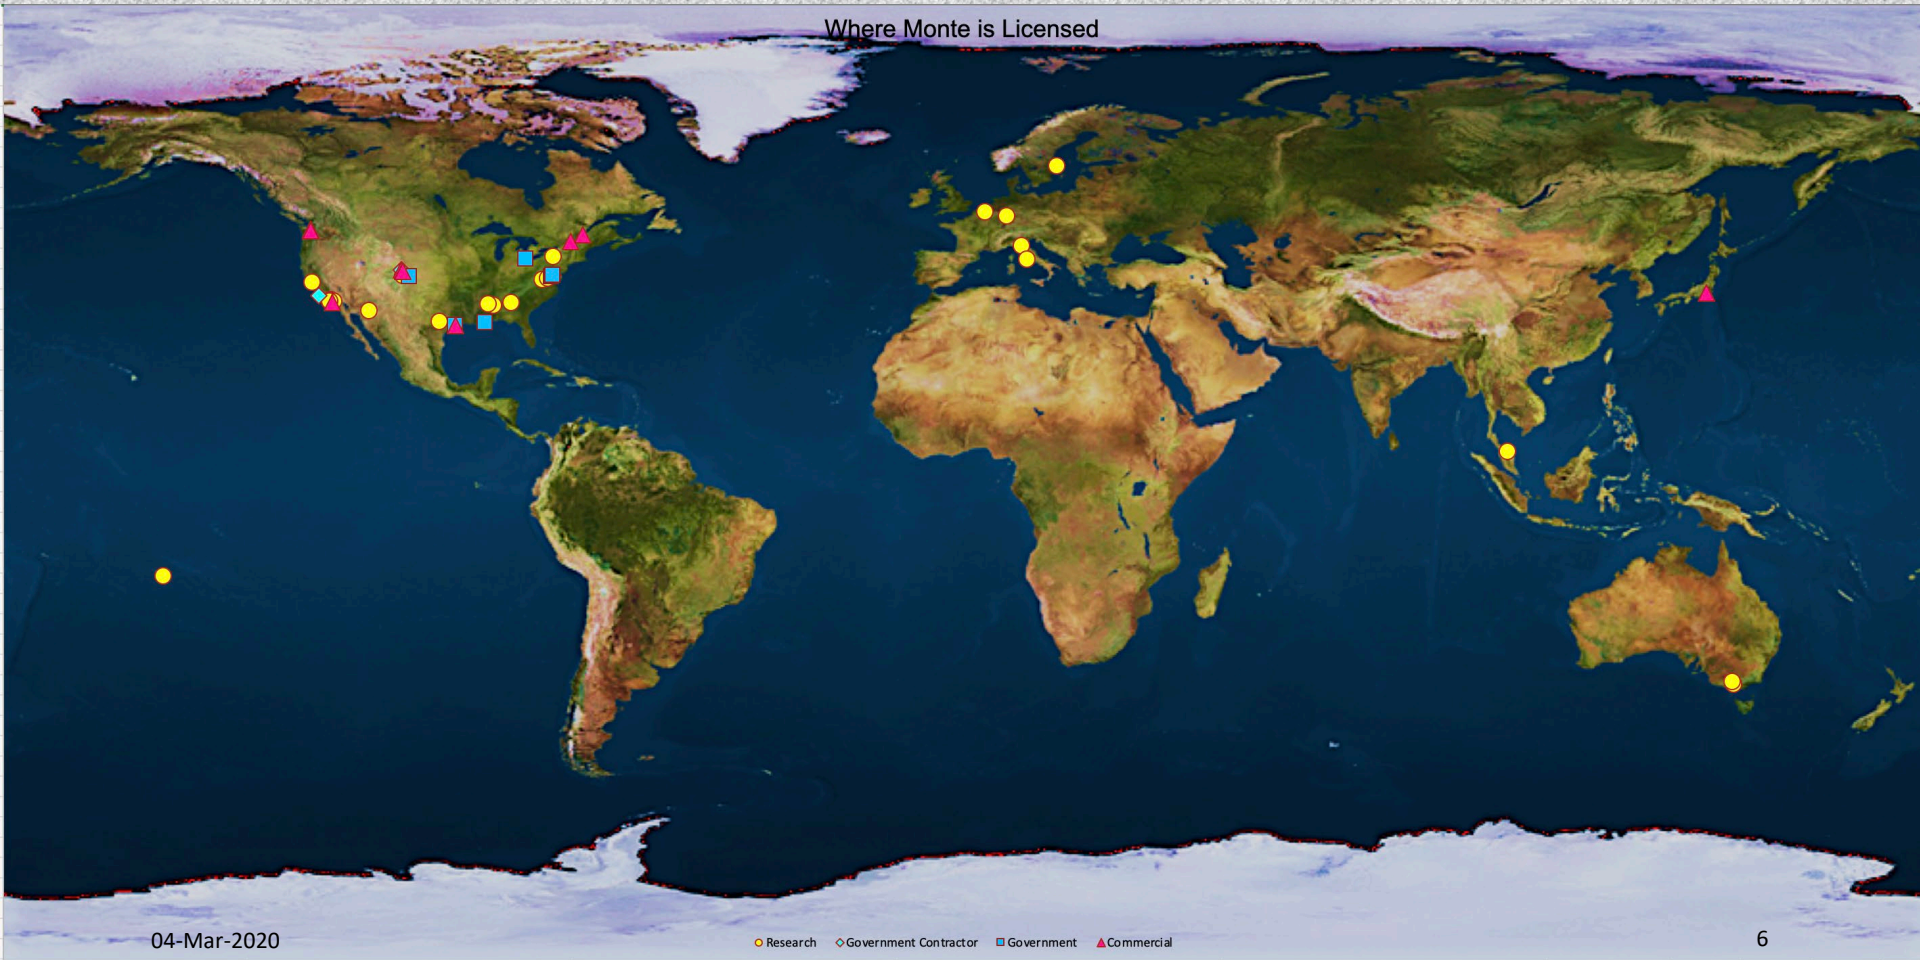 Where Monte is Licensed
04-Mar-2020
Research Government Contractor Government Commercial
6